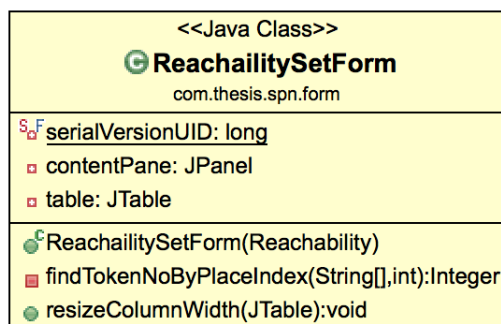 <<Java Class>>
C ReachailitySetForm
com.thesis.spn.form
S F serialVersionUID: long
contentPane: JPanel
table: JTable
C ReachailitySetForm(Reachability)
findTokenNoByPlaceIndex(String[],int):Integer
resizeColumnWidth(JTable):void